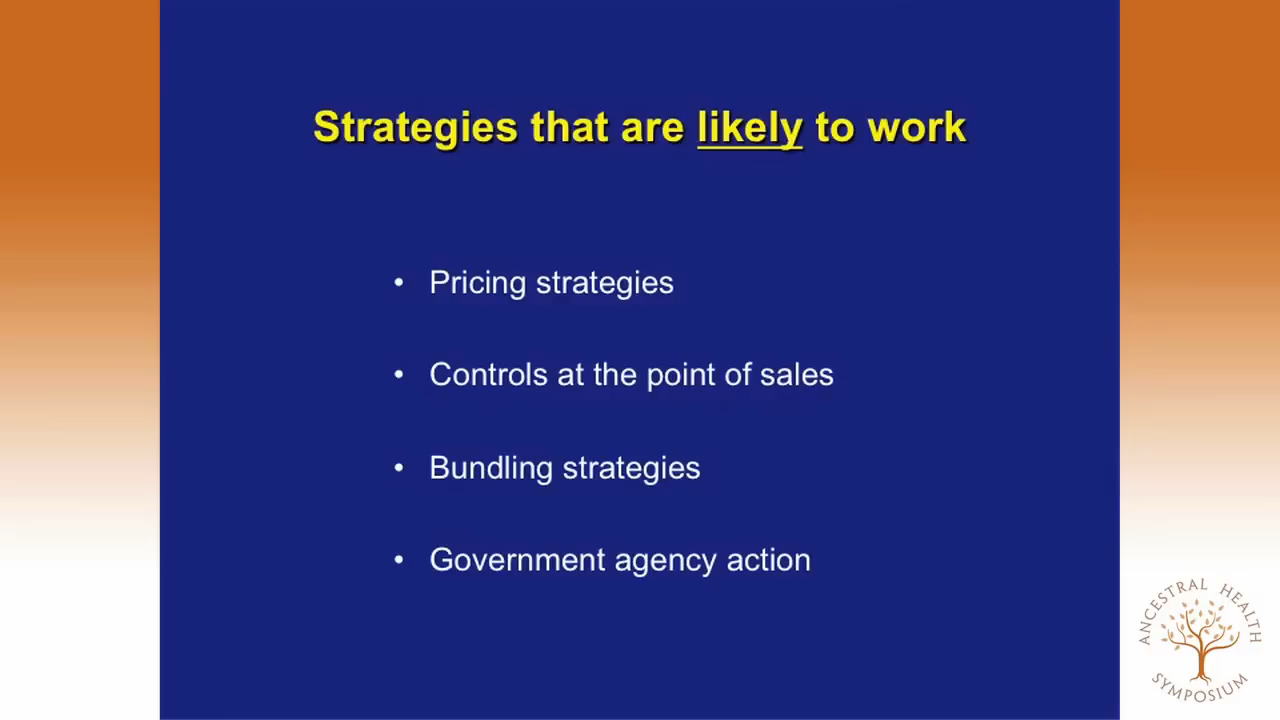 Strategies that are likely to work
• Pricing strategies
• Controls at the point of sales
• Bundling strategies
• Government agency action
ANCESTRAL HEALTH
SYMPOSIUM